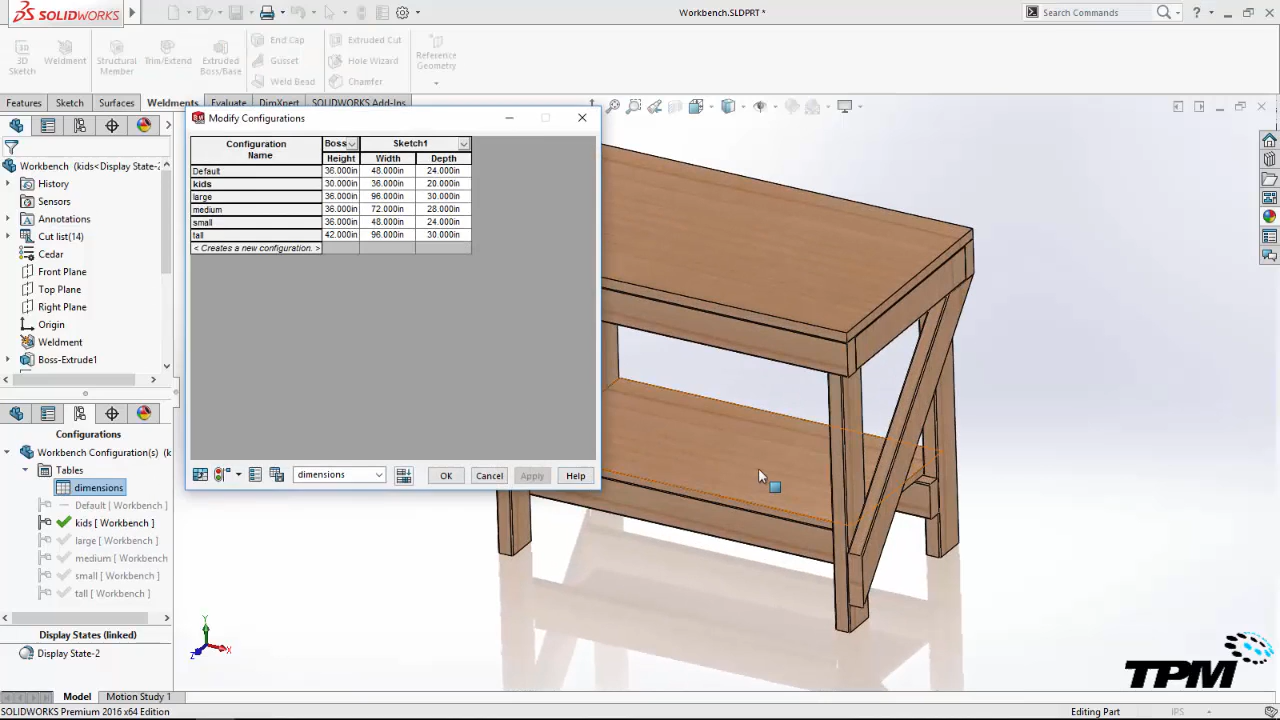 SOLIDWORKS
Workbench.SLDPRT *
Search Commands
3D Sketch
Weldment
Structural Member
Trim/Extend
Extruded Boss/Base
End Cap
Gusset
Weld Bead
Extruded Cut
Hole Wizard
Chamfer
Reference Geometry
Features
Sketch
Surfaces
Weldments
Evaluate
DimXpert
SOLIDWORKS Add-Ins
Workbench (kids<Display State-2
History
Sensors
Annotations
Cut list(14)
Cedar
Front Plane
Top Plane
Right Plane
Origin
Weldment
Boss-Extrude1
Modify Configurations
Configuration Name
Boss
Sketch1
Height Width Depth
Default 36.000in 48.000in 24.000in
kids 30.000in 36.000in 20.000in
large 36.000in 96.000in 30.000in
medium 36.000in 72.000in 28.000in
small 36.000in 48.000in 24.000in
tall 42.000in 96.000in 30.000in
< Creates a new configuration. >
dimensions
OK
Cancel
Apply
Help
Configurations
Workbench Configuration(s) (k
Tables
dimensions
Default [ Workbench ]
kids [ Workbench ]
large [ Workbench ]
medium [ Workbench
small [ Workbench ]
tall [ Workbench ]
Display States (linked)
Display State-2
Y
X
Z
TPM
Model
Motion Study 1
SOLIDWORKS Premium 2016 x64 Edition
Editing Part
IPS